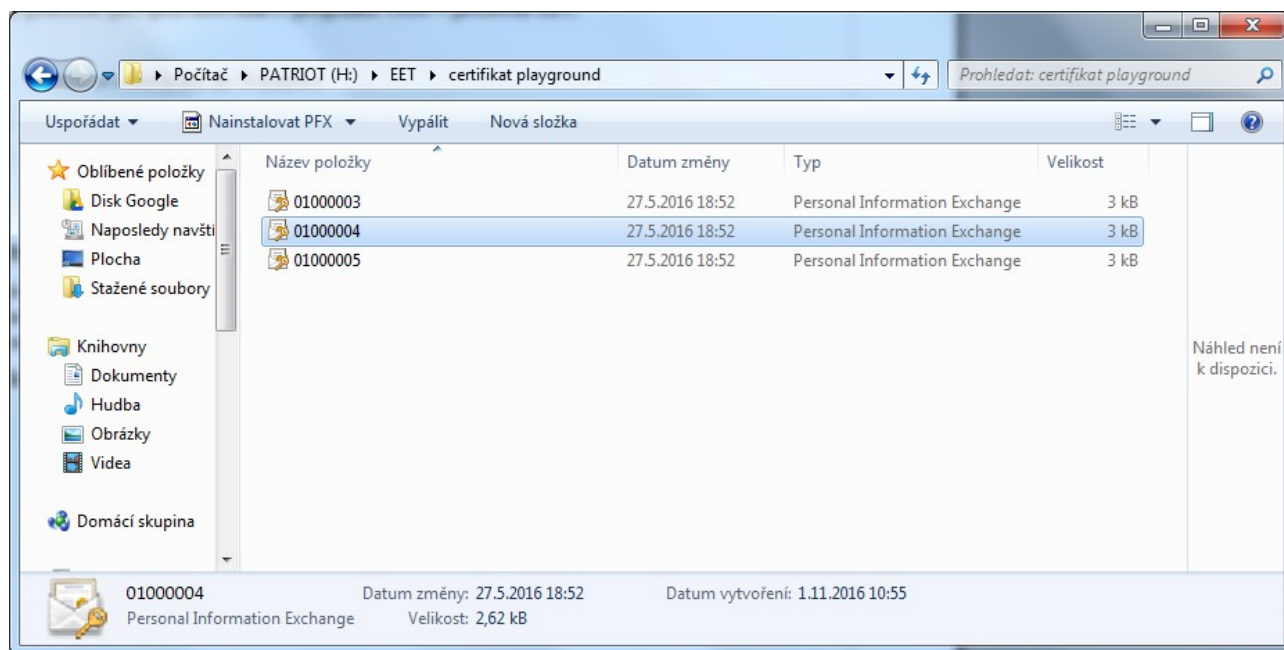 Počítač ▸ PATRIOT (H:) ▸ EET ▸ certifikat playground
Prohledat: certifikat playground
Uspořádat Nainstalovat PFX Vypálit Nová složka
Oblíbené položky
Disk Google
Naposledy navšti
Plocha
Stažené soubory
Knihovny
Dokumenty
Hudba
Obrázky
Videa
Domácí skupina
Název položky Datum změny Typ Velikost
01000003 27.5.2016 18:52 Personal Information Exchange 3 kB
01000004 27.5.2016 18:52 Personal Information Exchange 3 kB
01000005 27.5.2016 18:52 Personal Information Exchange 3 kB
Náhled není
k dispozici.
01000004 Datum změny: 27.5.2016 18:52 Datum vytvoření: 1.11.2016 10:55
Personal Information Exchange Velikost: 2,62 kB